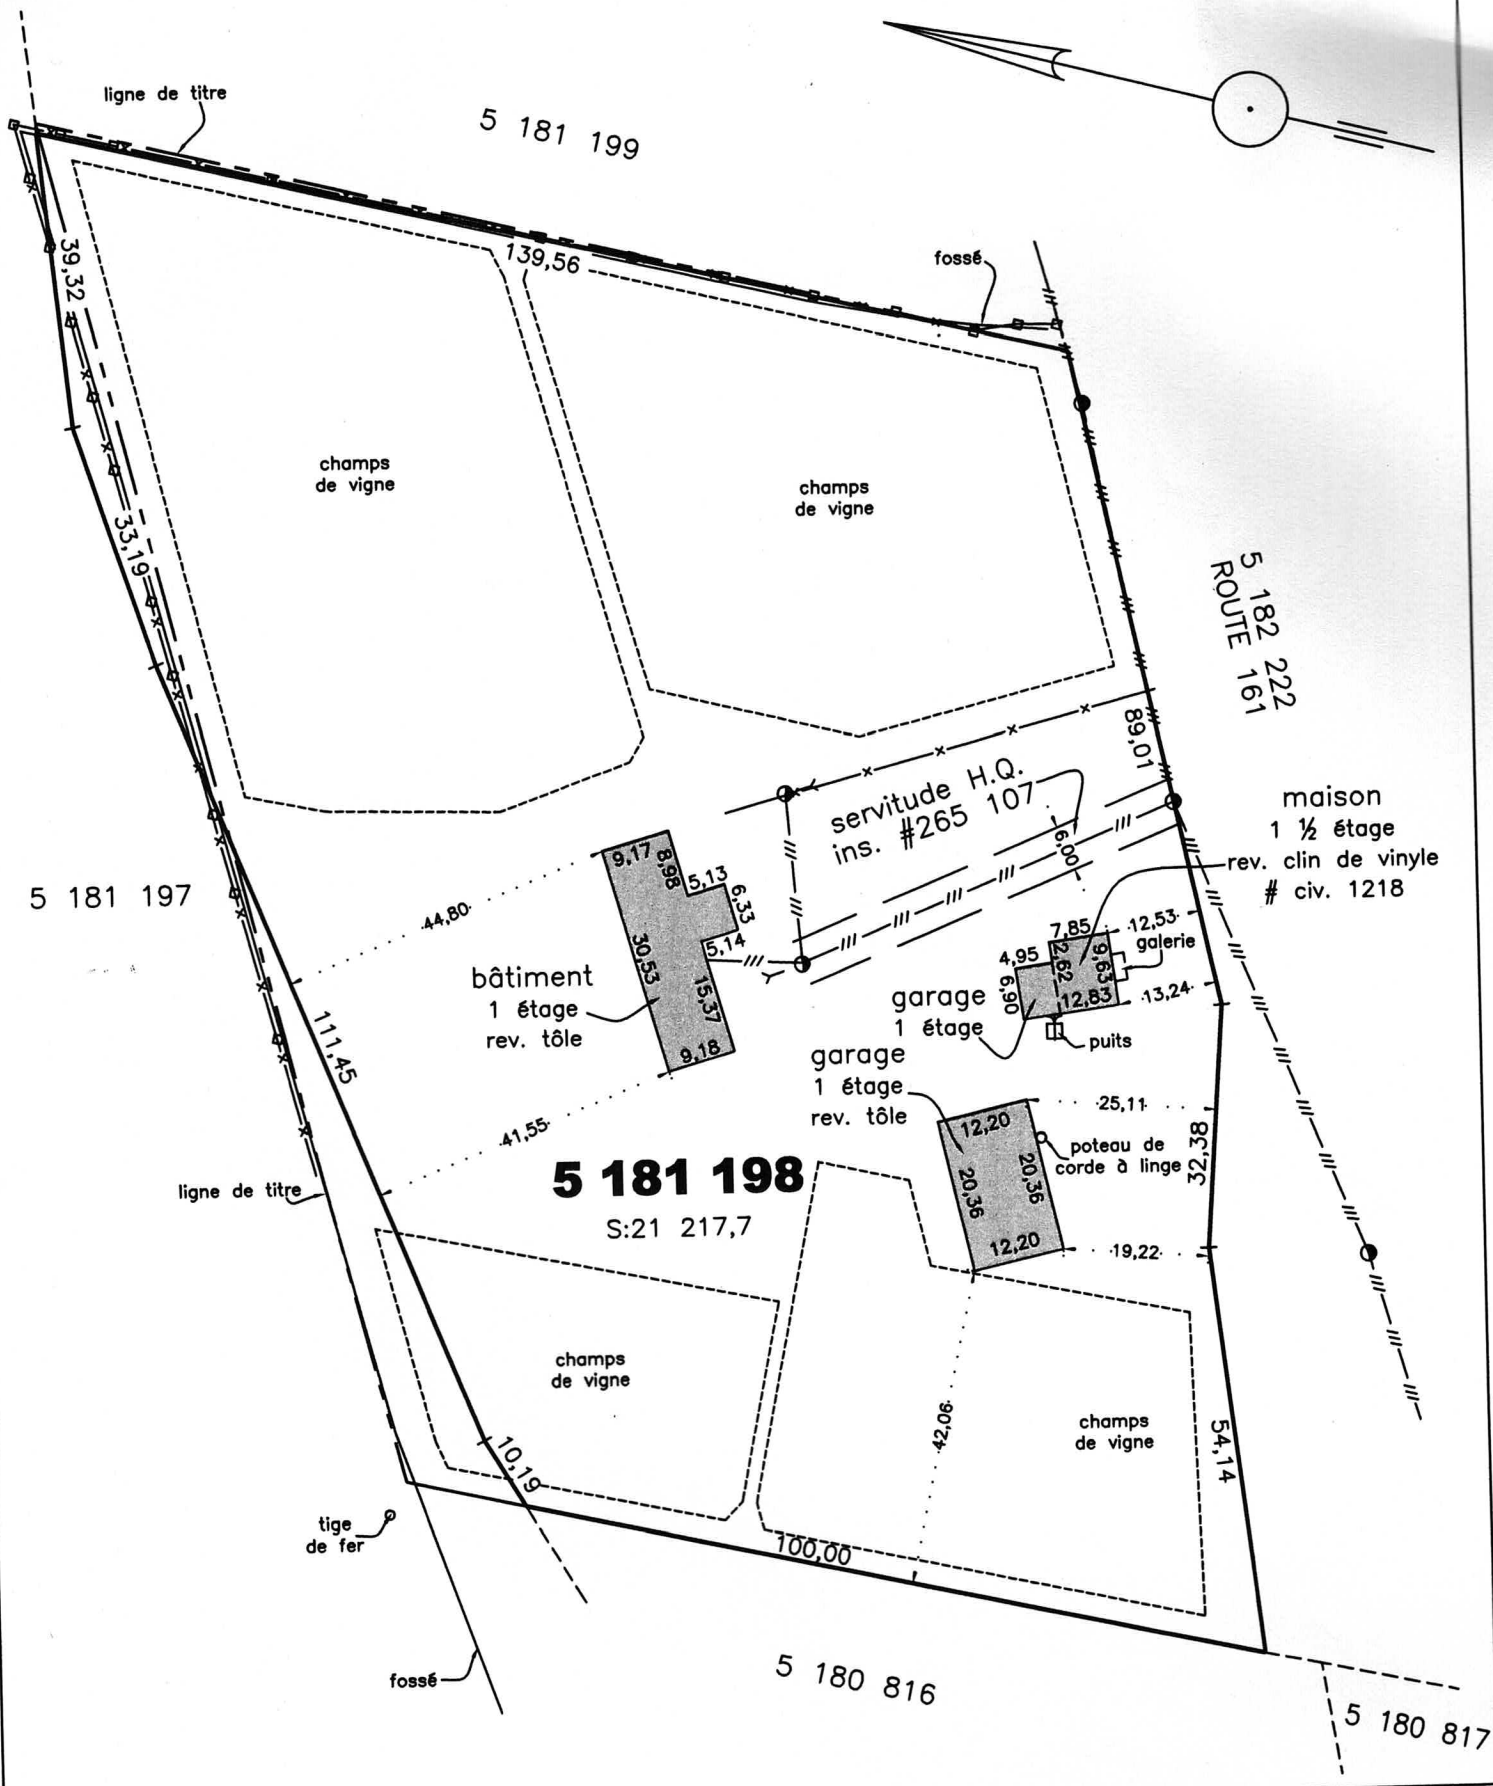 ligne de titre
5 181 199
139,56
fossé
39,32
champs
de vigne
champs
de vigne
33,19
5 182 222
ROUTE 161
89,01
servitude H.Q.
ins. #265 107
6,00
maison
1 ½ étage
rev. clin de vinyle
# civ. 1218
5 181 197
44,80
9,17
8,98
5,13
6,33
5,14
30,53
15,37
9,18
bâtiment
1 étage
rev. tôle
7,85
12,53
galerie
4,95
2,62
9,63
6,90
12,83
13,24
garage
1 étage
puits
111,45
41,55
garage
1 étage
rev. tôle
12,20
25,11
poteau de
corde à linge
20,36
20,36
32,38
12,20
19,22
ligne de titre
5 181 198
S:21 217,7
champs
de vigne
42,06
champs
de vigne
54,14
10,19
tige
de fer
100,00
fossé
5 180 816
5 180 817